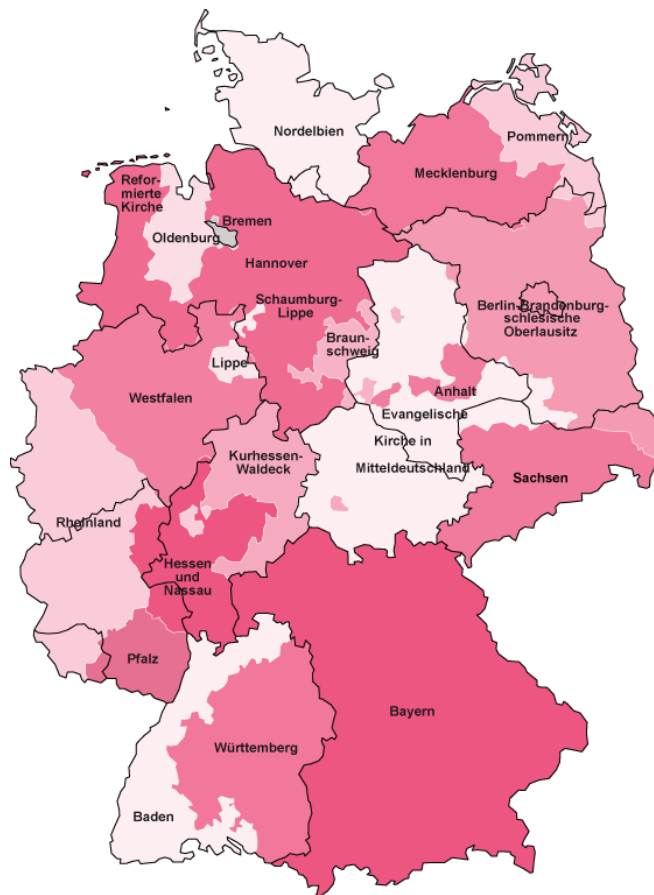 Nordelbien
Pommern
Mecklenburg
Refor-
mierte
Kirche
Bremen
Oldenburg
Hannover
Schaumburg-
Lippe
Berlin-Brandenburg-
schlesische
Oberlausitz
Braun-
schweig
Lippe
Anhalt
Westfalen
Evangelische
Kirche in
Mitteldeutschland
Kurhessen-
Waldeck
Sachsen
Rheinland
Hessen
und
Nassau
Pfalz
Bayern
Württemberg
Baden